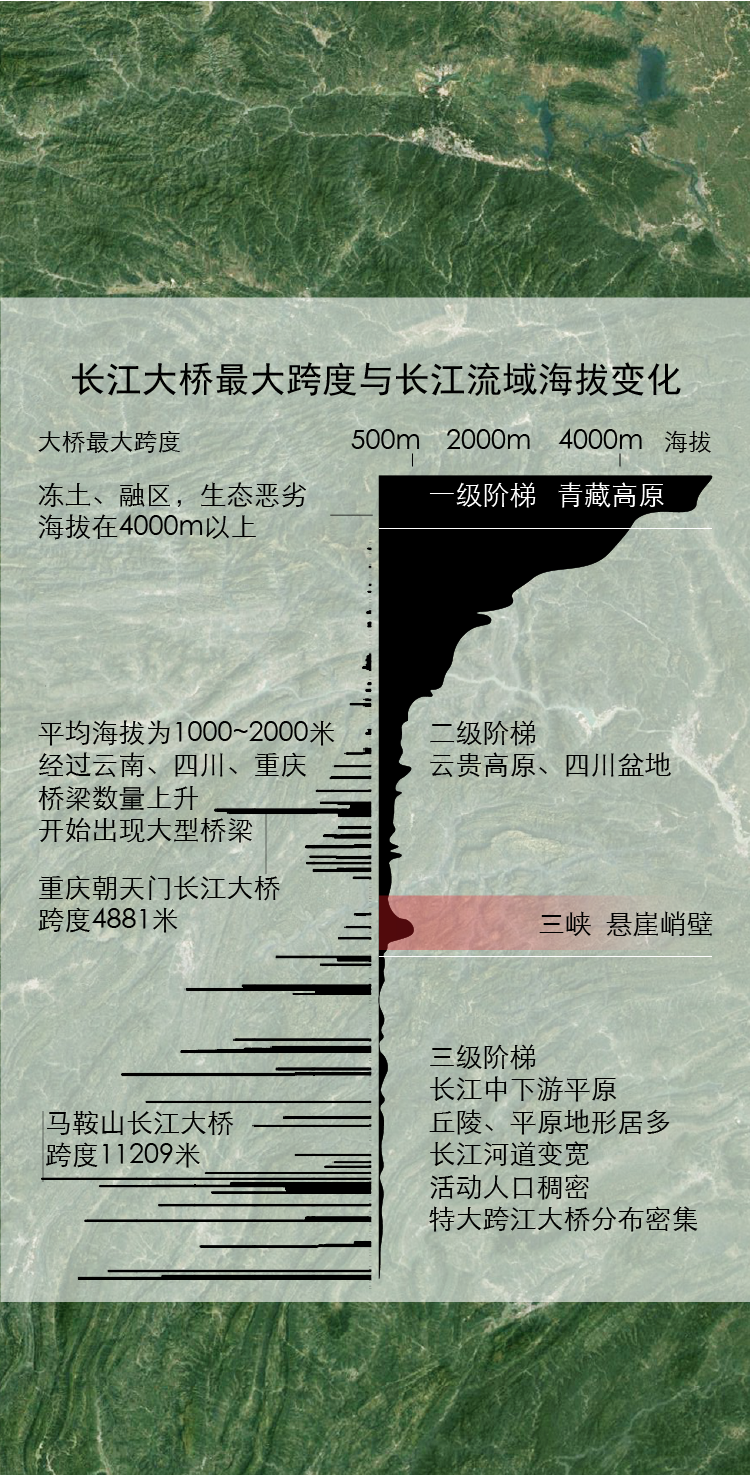 长江大桥最大跨度与长江流域海拔变化
大桥最大跨度
500m 2000m 4000m 海拔
冻土、融区，生态恶劣
海拔在4000m以上
一级阶梯 青藏高原
平均海拔为1000~2000米
经过云南、四川、重庆
桥梁数量上升
开始出现大型桥梁
二级阶梯
云贵高原、四川盆地
重庆朝天门长江大桥
跨度4881米
三峡 悬崖峭壁
三级阶梯
长江中下游平原
丘陵、平原地形居多
长江河道变宽
活动人口稠密
特大跨江大桥分布密集
马鞍山长江大桥
跨度11209米